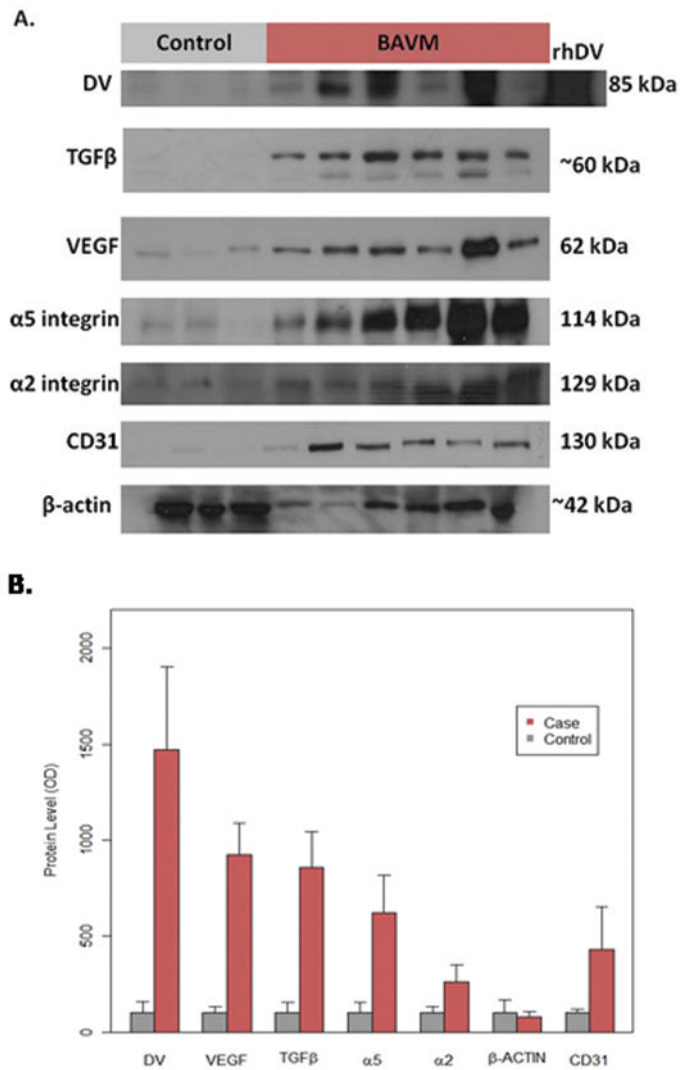 A.
Control BAVM rhDV
DV 85 kDa
TGFβ ~60 kDa
VEGF 62 kDa
α5 integrin 114 kDa
α2 integrin 129 kDa
CD31 130 kDa
β-actin ~42 kDa
B.
Protein Level (OD)
2000
1500
1000
500
0
Case
Control
DV VEGF TGFβ α5 α2 β-ACTIN CD31